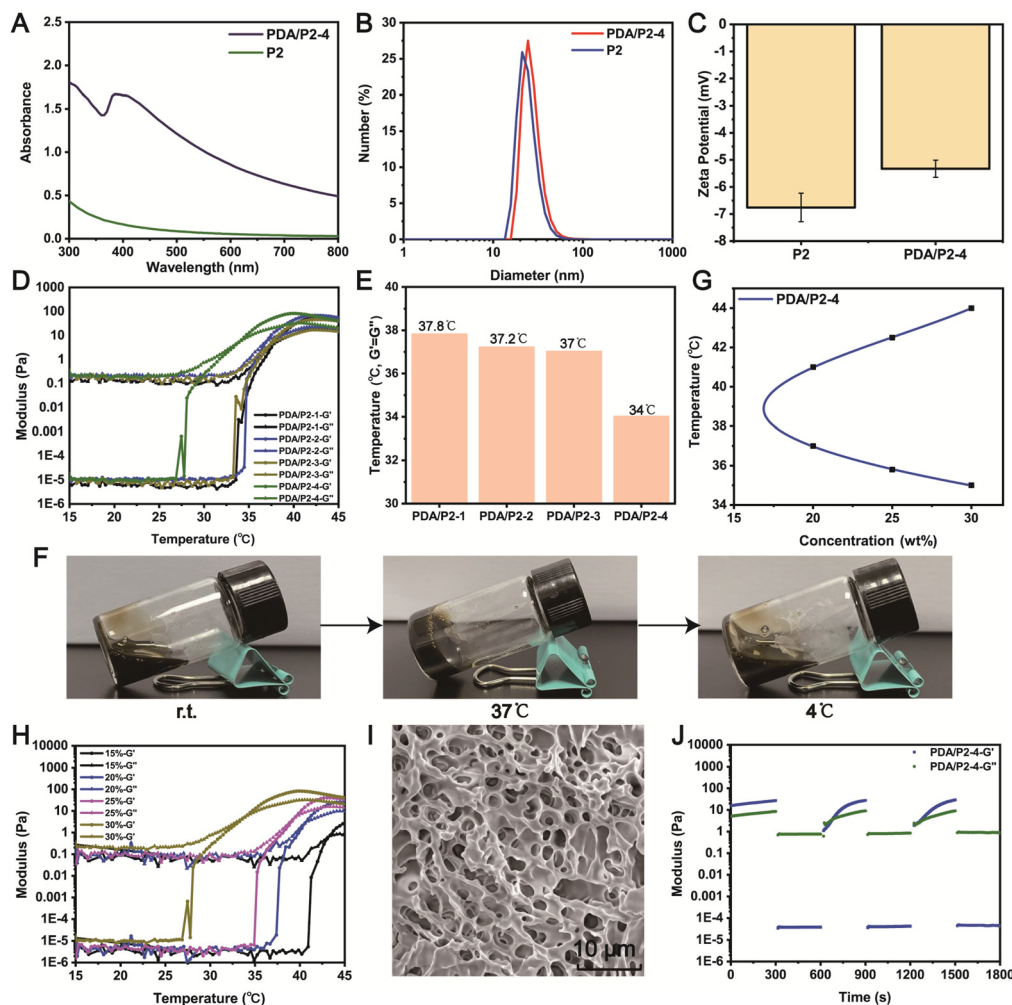 A
2.5
2.0
1.5
1.0
0.5
0.0
Absorbance
PDA/P2-4
P2
300 400 500 600 700 800
Wavelength (nm)
B
30
25
20
15
10
5
0
Number (%)
PDA/P2-4
P2
1 10 100 1000
Diameter (nm)
C
0
-1
-2
-3
-4
-5
-6
-7
-8
Zeta Potential (mV)
P2 PDA/P2-4
D
1000
100
10
1
0.1
0.01
0.001
1E-4
1E-5
1E-6
Modulus (Pa)
PDA/P2-1-G'
PDA/P2-1-G"
PDA/P2-2-G'
PDA/P2-2-G"
PDA/P2-3-G'
PDA/P2-3-G"
PDA/P2-4-G'
PDA/P2-4-G"
15 20 25 30 35 40 45
Temperature (℃)
E
40
38
36
34
32
30
Temperature (℃, G'=G")
37.8℃
37.2℃
37℃
34℃
PDA/P2-1 PDA/P2-2 PDA/P2-3 PDA/P2-4
G
44
42
40
38
36
34
Temperature (℃)
PDA/P2-4
15 20 25 30
Concentration (wt%)
F
r.t. 37℃ 4℃
H
10000
1000
100
10
1
0.1
0.01
0.001
1E-4
1E-5
1E-6
Modulus (Pa)
15%-G'
15%-G"
20%-G'
20%-G"
25%-G'
25%-G"
30%-G'
30%-G"
15 20 25 30 35 40 45
Temperature (℃)
I
10 μm
J
10000
1000
100
10
1
0.1
0.01
0.001
1E-4
1E-5
1E-6
Modulus (Pa)
PDA/P2-4-G'
PDA/P2-4-G"
0 300 600 900 1200 1500 1800
Time (s)